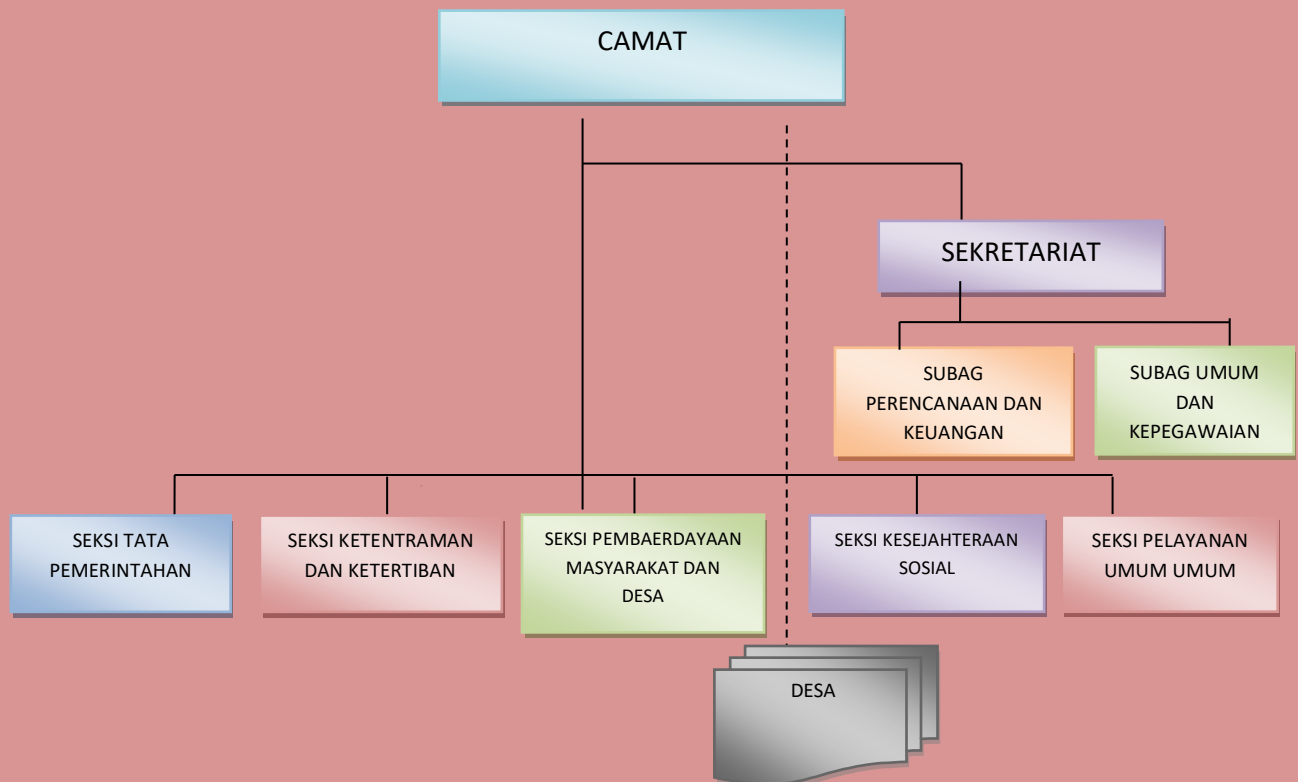 CAMAT
SEKRETARIAT
SUBAG
PERENCANAAN DAN
KEUANGAN
SUBAG UMUM
DAN
KEPEGAWAIAN
SEKSI TATA
PEMERINTAHAN
SEKSI KETENTRAMAN
DAN KETERTIBAN
SEKSI PEMBAERDAYAAN
MASYARAKAT DAN
DESA
SEKSI KESEJAHTERAAN
SOSIAL
SEKSI PELAYANAN
UMUM UMUM
DESA